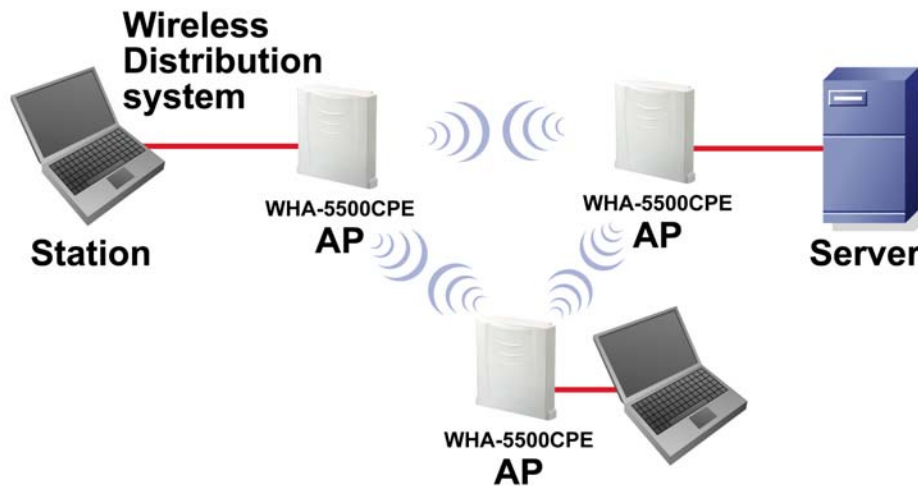 Wireless
Distribution
system
WHA-5500CPE
AP
WHA-5500CPE
AP
Station
Server
WHA-5500CPE
AP